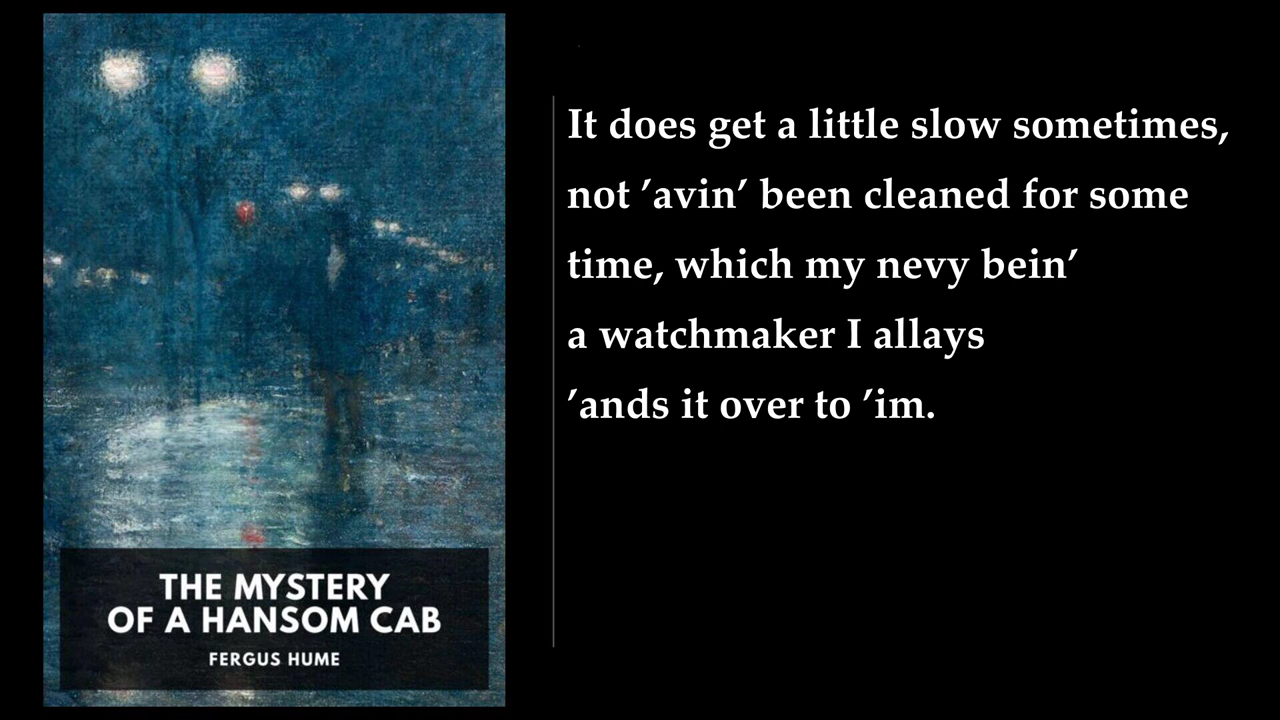 It does get a little slow sometimes,
not ’avin’ been cleaned for some
time, which my nevy bein’
a watchmaker I allays
’ands it over to ’im.
THE MYSTERY
OF A HANSOM CAB
FERGUS HUME